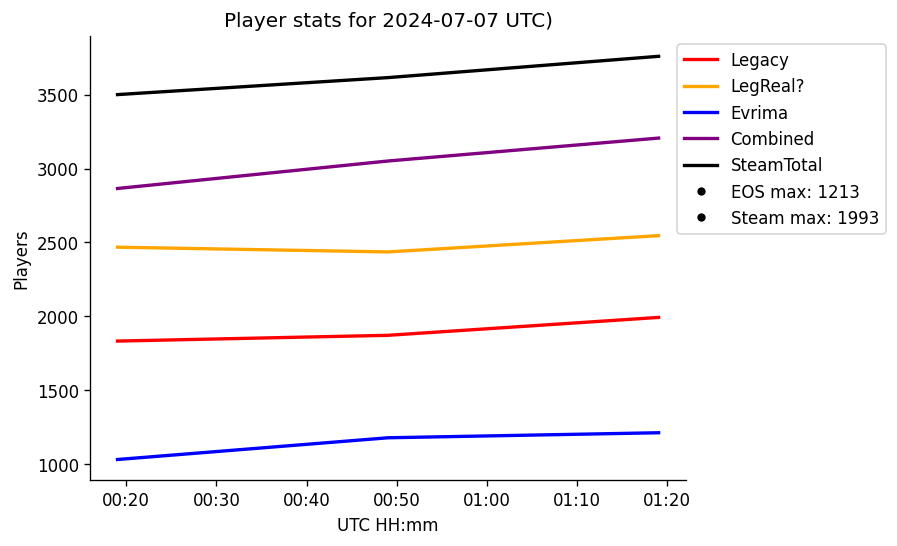 Player stats for 2024-07-07 UTC)
Legacy
LegReal?
Evrima
Combined
SteamTotal
EOS max: 1213
Steam max: 1993
Players
3500
3000
2500
2000
1500
1000
00:20 00:30 00:40 00:50 01:00 01:10 01:20
UTC HH:mm